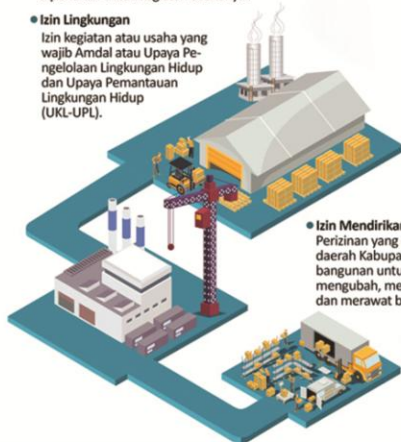 • Izin Lingkungan
Izin kegiatan atau usaha yang
wajib Amdal atau Upaya Pe-
ngelolaan Lingkungan Hidup
dan Upaya Pemantauan
Lingkungan Hidup
(UKL-UPL).
• Izin Mendirikan
Perizinan yang
daerah Kabupa
bangunan untu
mengubah, me
dan merawat b